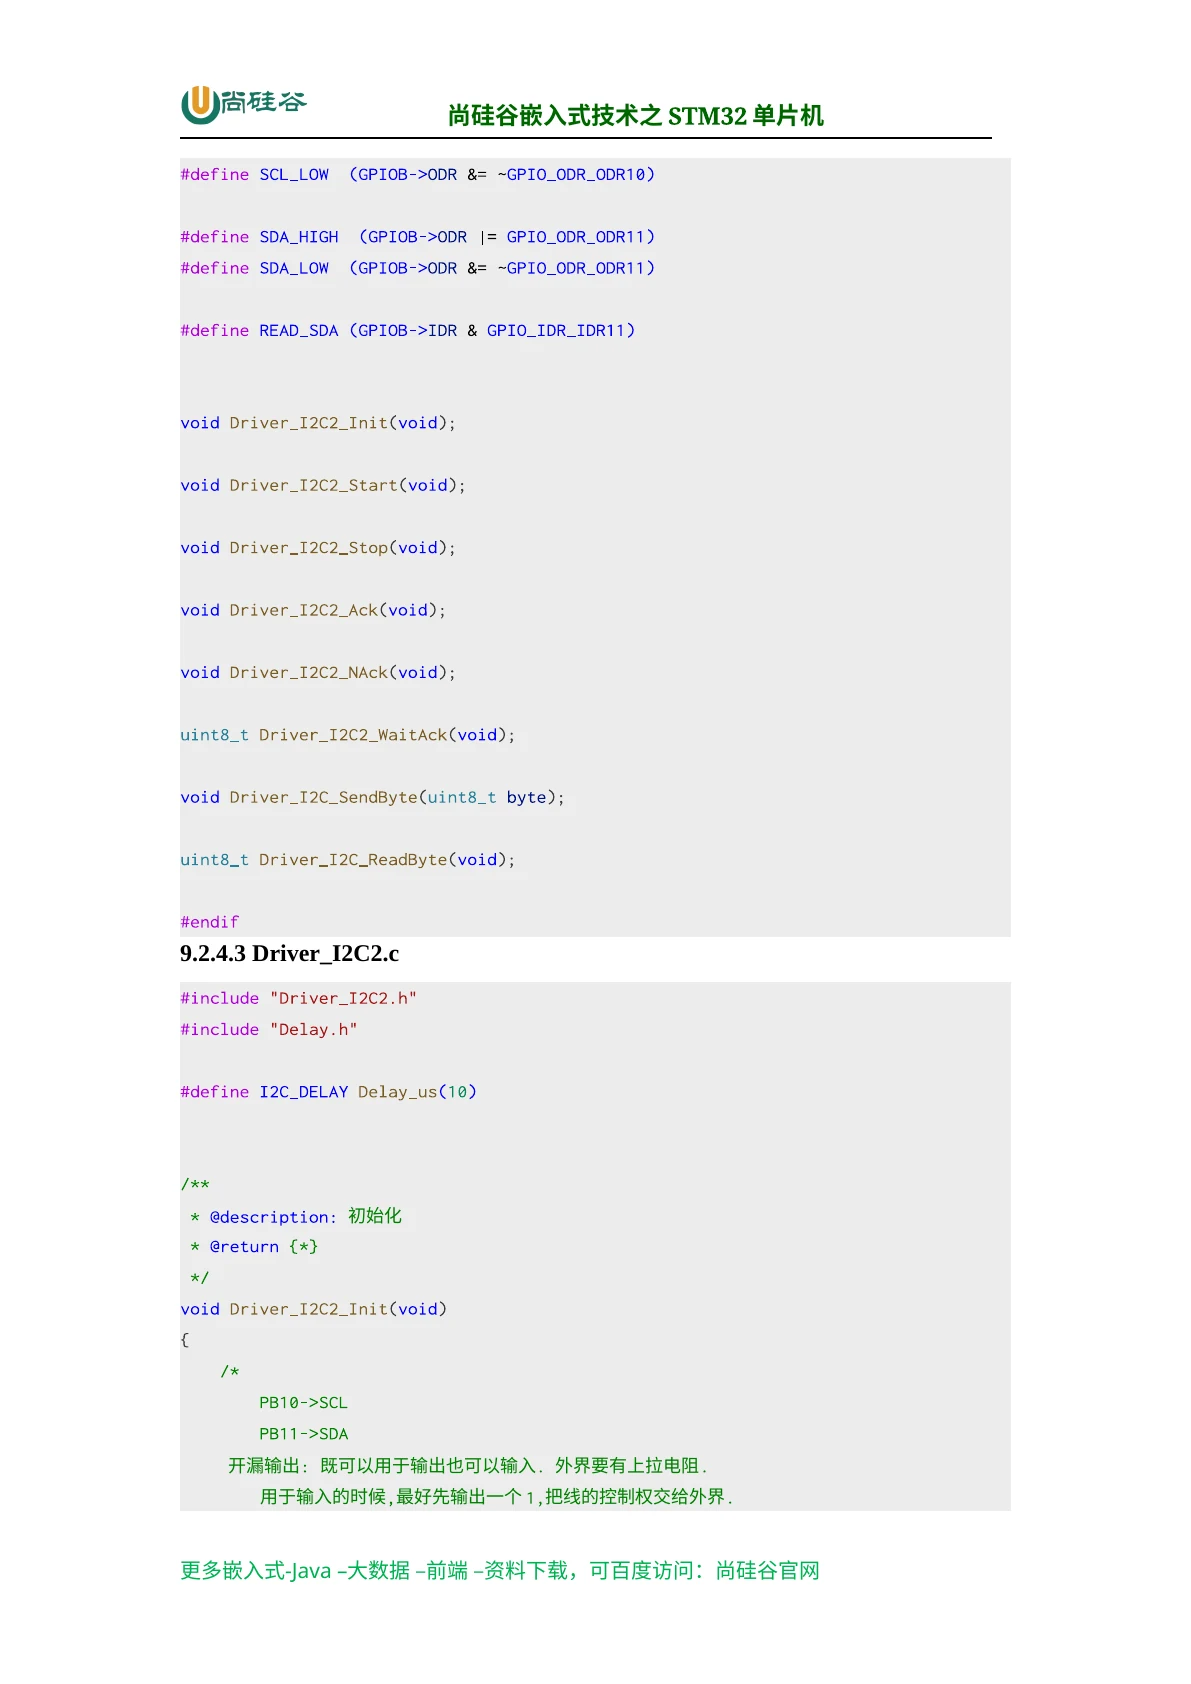 尚硅谷
尚硅谷嵌入式技术之 STM32 单片机
#define SCL_LOW  (GPIOB->ODR &= ~GPIO_ODR_ODR10)
#define SDA_HIGH  (GPIOB->ODR |= GPIO_ODR_ODR11)
#define SDA_LOW  (GPIOB->ODR &= ~GPIO_ODR_ODR11)
#define READ_SDA (GPIOB->IDR & GPIO_IDR_IDR11)
void Driver_I2C2_Init(void);
void Driver_I2C2_Start(void);
void Driver_I2C2_Stop(void);
void Driver_I2C2_Ack(void);
void Driver_I2C2_NAck(void);
uint8_t Driver_I2C2_WaitAck(void);
void Driver_I2C_SendByte(uint8_t byte);
uint8_t Driver_I2C_ReadByte(void);
#endif
9.2.4.3 Driver_I2C2.c
#include "Driver_I2C2.h"
#include "Delay.h"
#define I2C_DELAY Delay_us(10)
/**
 * @description: 初始化
 * @return {*}
 */
void Driver_I2C2_Init(void)
{
    /*
        PB10->SCL
        PB11->SDA
     开漏输出: 既可以用于输出也可以输入. 外界要有上拉电阻.
        用于输入的时候,最好先输出一个1,把线的控制权交给外界.
更多嵌入式-Java –大数据 –前端 –资料下载，可百度访问：尚硅谷官网